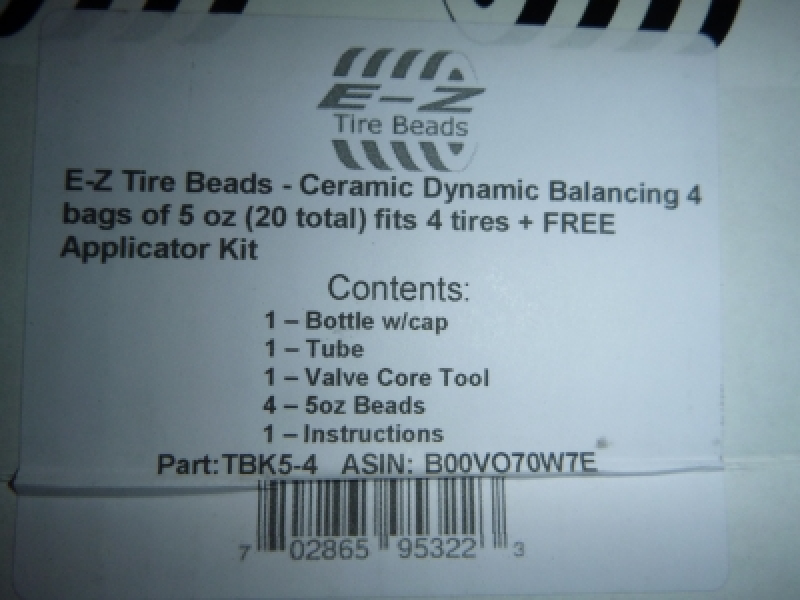 E-Z
Tire Beads
E-Z Tire Beads - Ceramic Dynamic Balancing 4
bags of 5 oz (20 total) fits 4 tires + FREE
Applicator Kit
Contents:
1 – Bottle w/cap
1 – Tube
1 – Valve Core Tool
4 – 5oz Beads
1 – Instructions
Part:TBK5-4 ASIN: B00VO70W7E
7 02865 95322 3